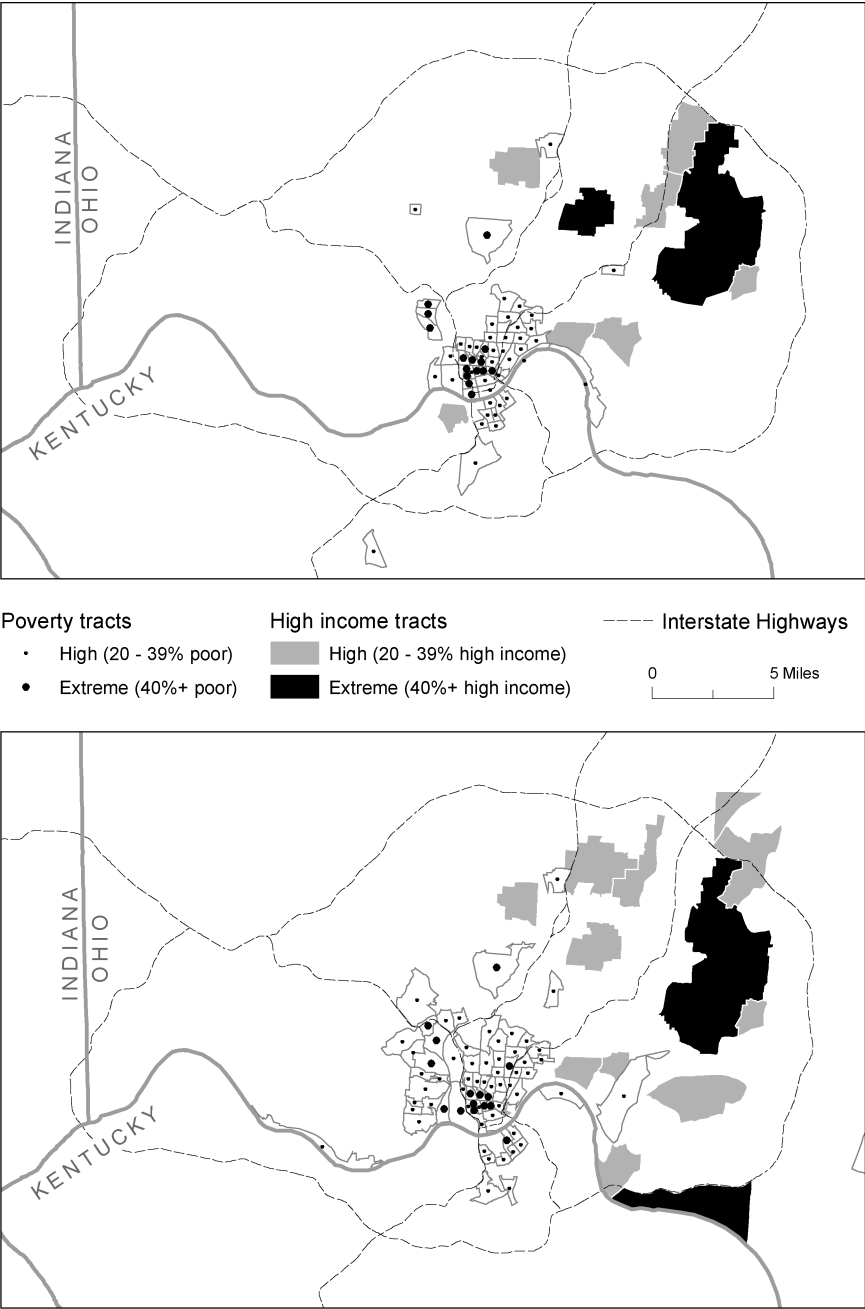 INDIANA
OHIO
KENTUCKY
Poverty tracts
High (20 - 39% poor)
Extreme (40%+ poor)
High income tracts
High (20 - 39% high income)
Extreme (40%+ high income)
Interstate Highways
0 5 Miles
INDIANA
OHIO
KENTUCKY